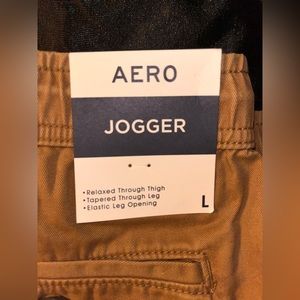 AERO
JOGGER
•Relaxed Through Thigh
•Tapered Through Leg
•Elastic Leg Opening
L